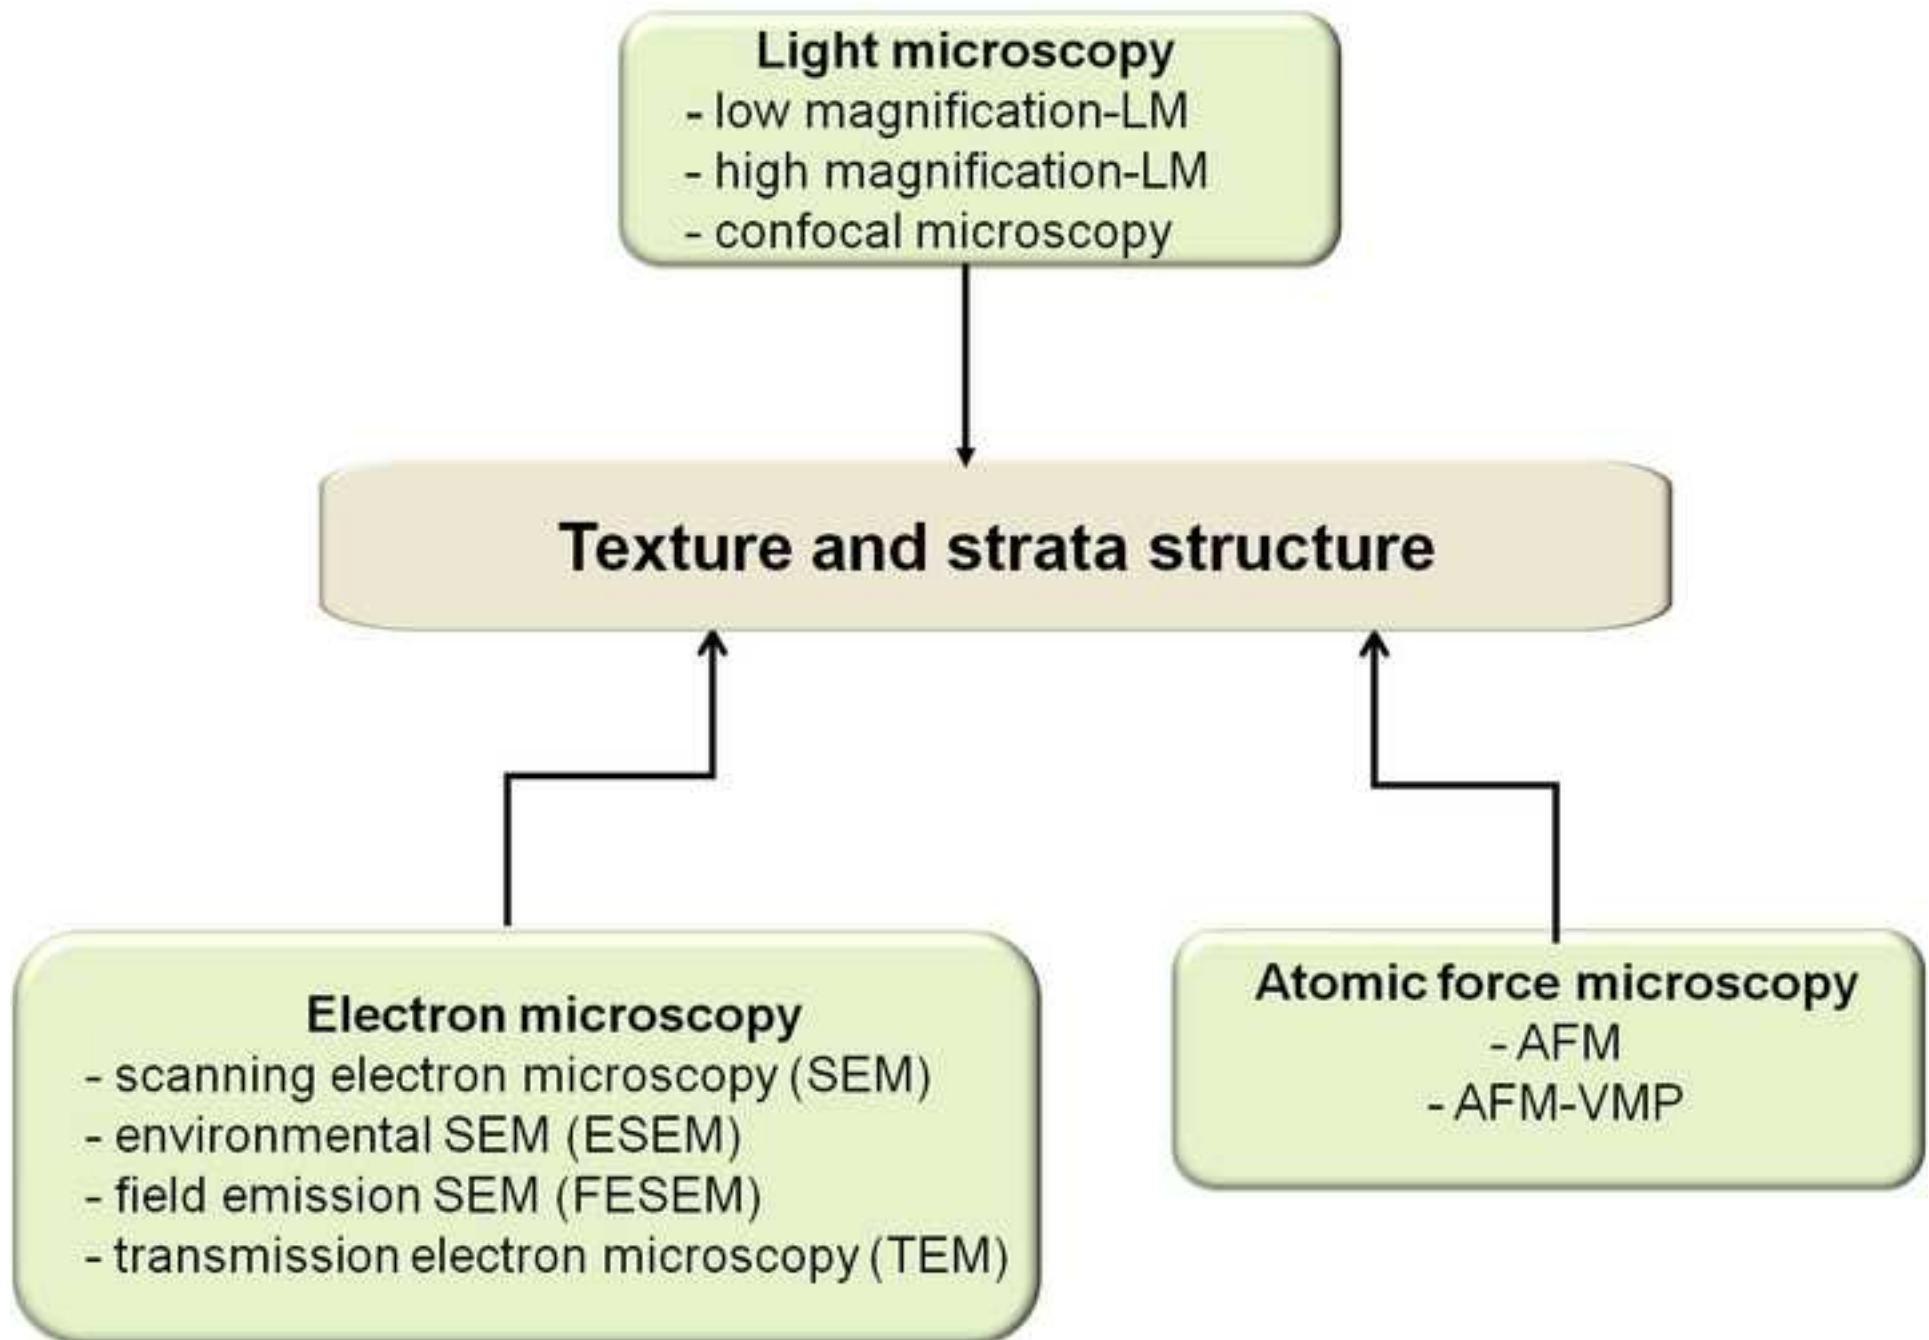 Light microscopy
- low magnification-LM
- high magnification-LM
- confocal microscopy
Texture and strata structure
Electron microscopy
- scanning electron microscopy (SEM)
- environmental SEM (ESEM)
- field emission SEM (FESEM)
- transmission electron microscopy (TEM)
Atomic force microscopy
- AFM
- AFM-VMP